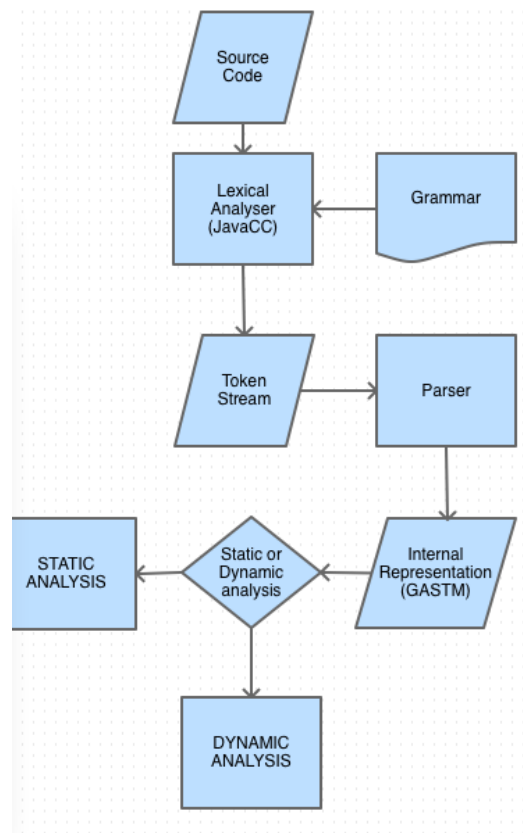 Source
Code
Lexical
Analyser
(JavaCC)
Grammar
Token
Stream
Parser
STATIC
ANALYSIS
Static or
Dynamic
analysis
Internal
Representation
(GASTM)
DYNAMIC
ANALYSIS